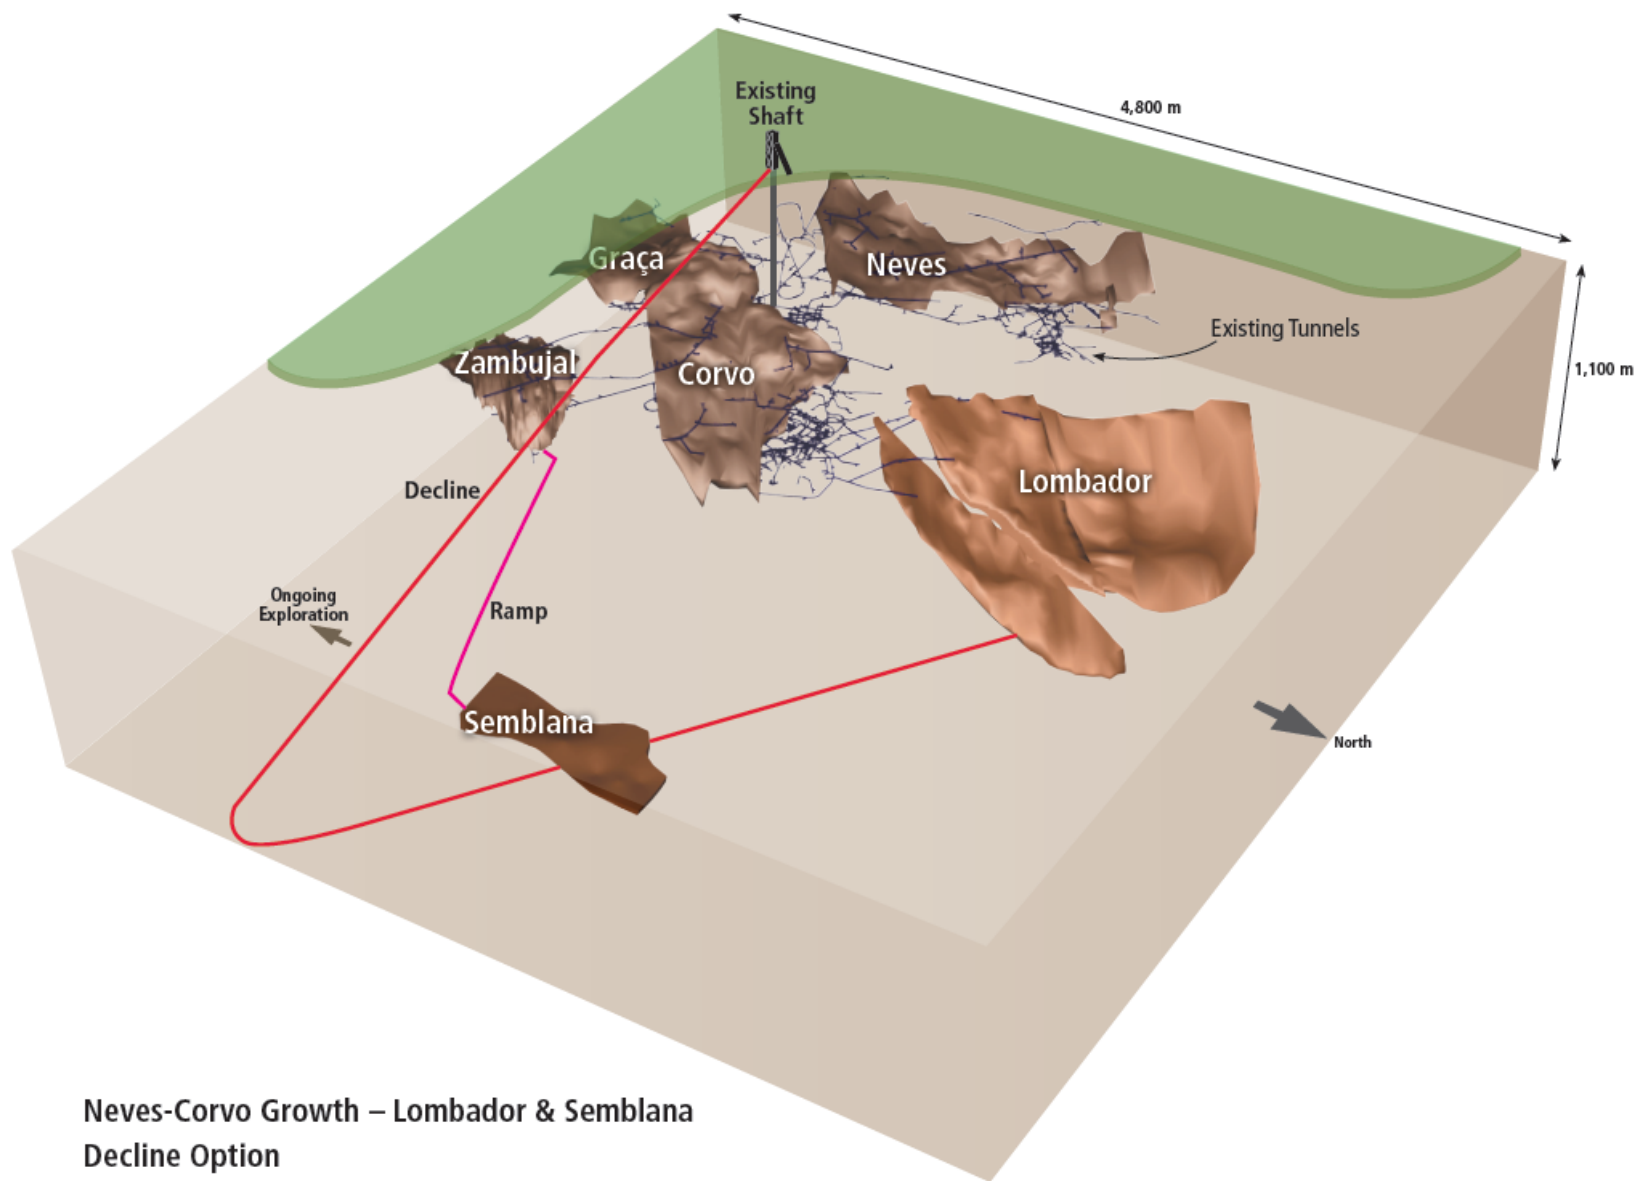 4,800 m
Existing
Shaft
Graça
Neves
Existing Tunnels
1,100 m
Zambujal
Corvo
Lombador
Decline
Ongoing
Exploration
Ramp
Semblana
North
Neves-Corvo Growth – Lombador & Semblana
Decline Option